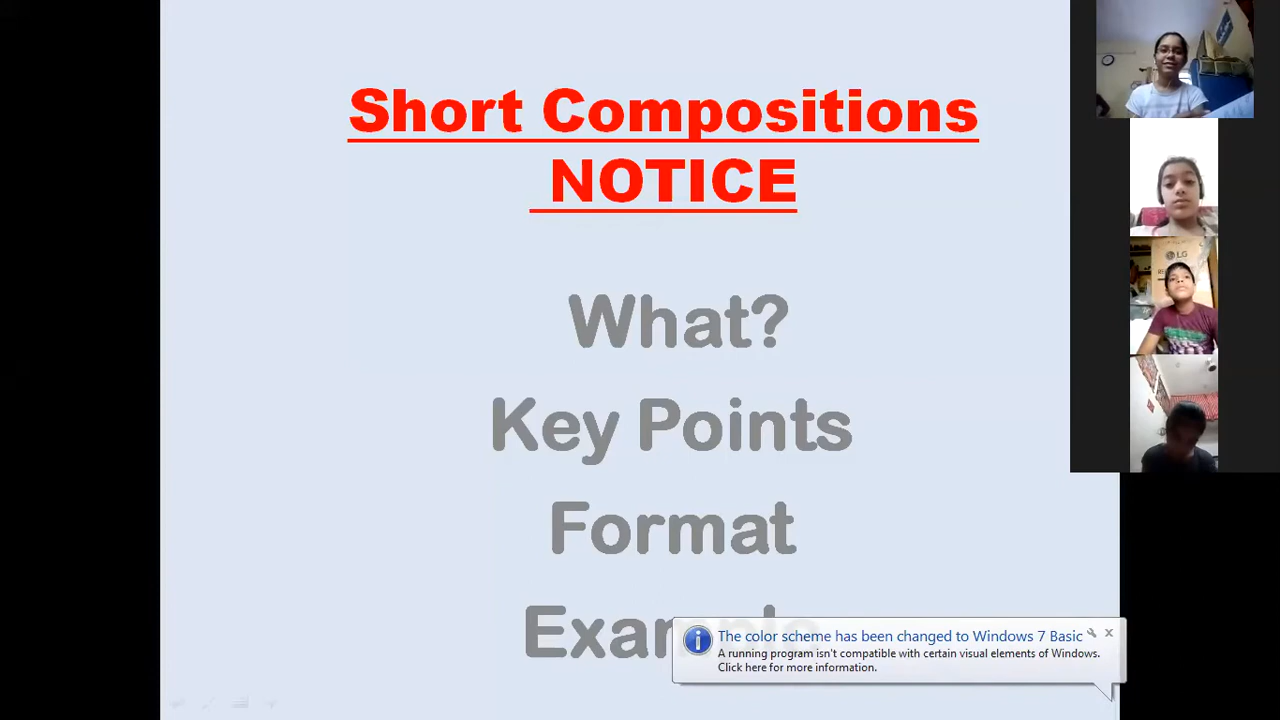 Short Compositions
NOTICE
What?
Key Points
Format
The color scheme has been changed to Windows 7 Basic
A running program isn't compatible with certain visual elements of Windows.
Click here for more information.
LG